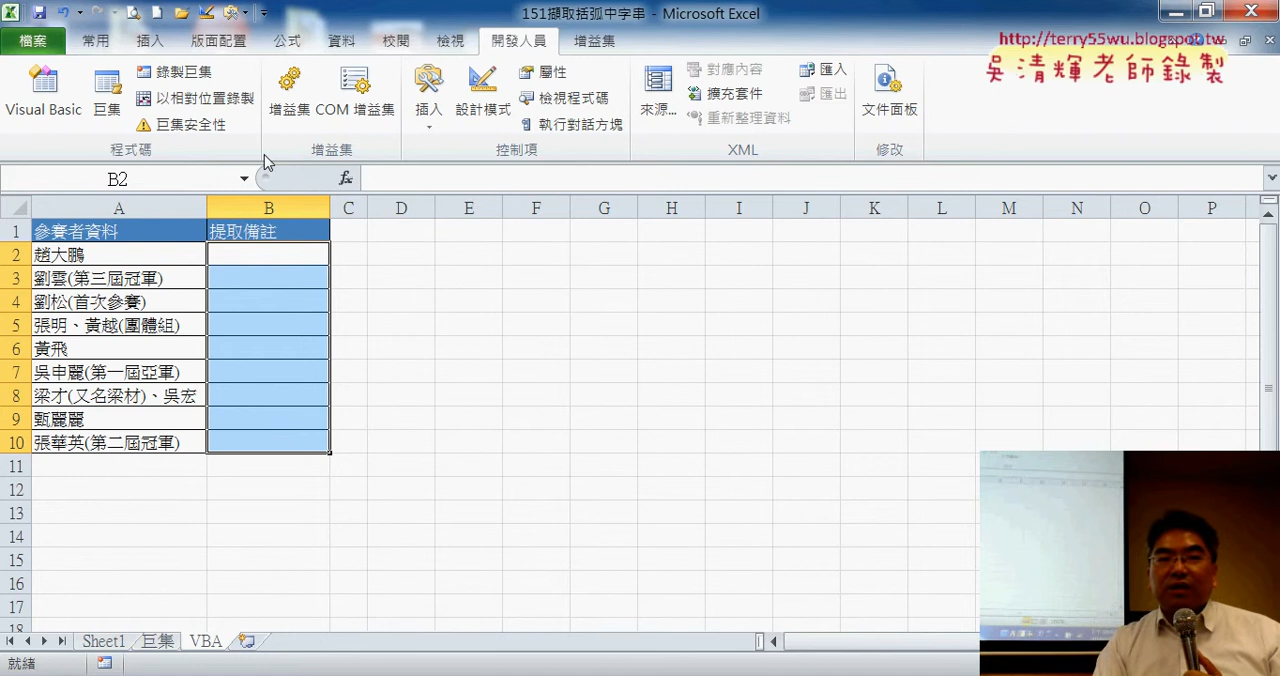 151擷取括弧中字串 - Microsoft Excel
http://terry55wu.blogspot.tw
吳清輝老師錄製
檔案 常用 插入 版面配置 公式 資料 校閱 檢視 開發人員 增益集
Visual Basic 巨集 錄製巨集 以相對位置錄製 巨集安全性
增益集 COM 增益集
插入 設計模式 屬性 檢視程式碼 執行對話方塊
來源... 對應內容 擴充套件 重新整理資料 匯入 匯出
文件面板
程式碼 增益集 控制項 XML 修改
B2 fx
A B C D E F G H I J K L M N O P
1 參賽者資料 提取備註
2 趙大鵬
3 劉雲(第三屆冠軍)
4 劉松(首次參賽)
5 張明、黃越(團體組)
6 黃飛
7 吳申麗(第一屆亞軍)
8 梁才(又名梁材)、吳宏
9 甄麗麗
10 張華英(第二屆冠軍)
11
12
13
14
15
16
17
18
Sheet1 巨集 VBA
就緒